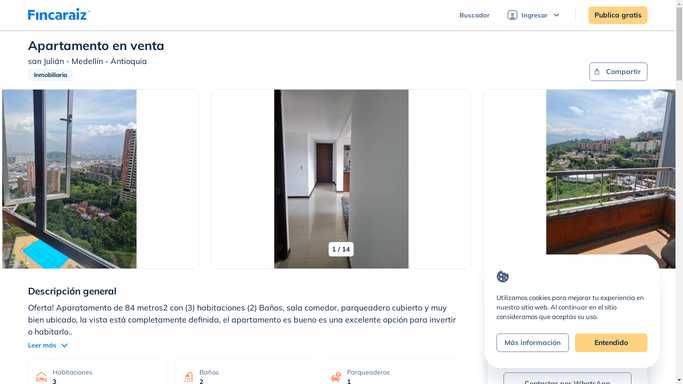 Fincaraiz
Buscador
Ingresar
Publica gratis
Apartamento en venta
san Julián - Medellín - Antioquia
Inmobiliaria
Compartir
1 / 14
Descripción general
Oferta! Aparatamento de 84 metros2 con (3) habitaciones (2) Baños, sala comedor, parqueadero cubierto y muy
bien ubicado, la vista está completamente definida, el apartamento es bueno es una excelente opción para invertir
o habitarlo..
Leer más
Habitaciones
3
Baños
2
Parqueaderos
1
Utilizamos cookies para mejorar tu experiencia en
nuestro sitio web. Al continuar en el sitio
consideramos que aceptas su uso.
Más información
Entendido
Contactar por WhatsApp